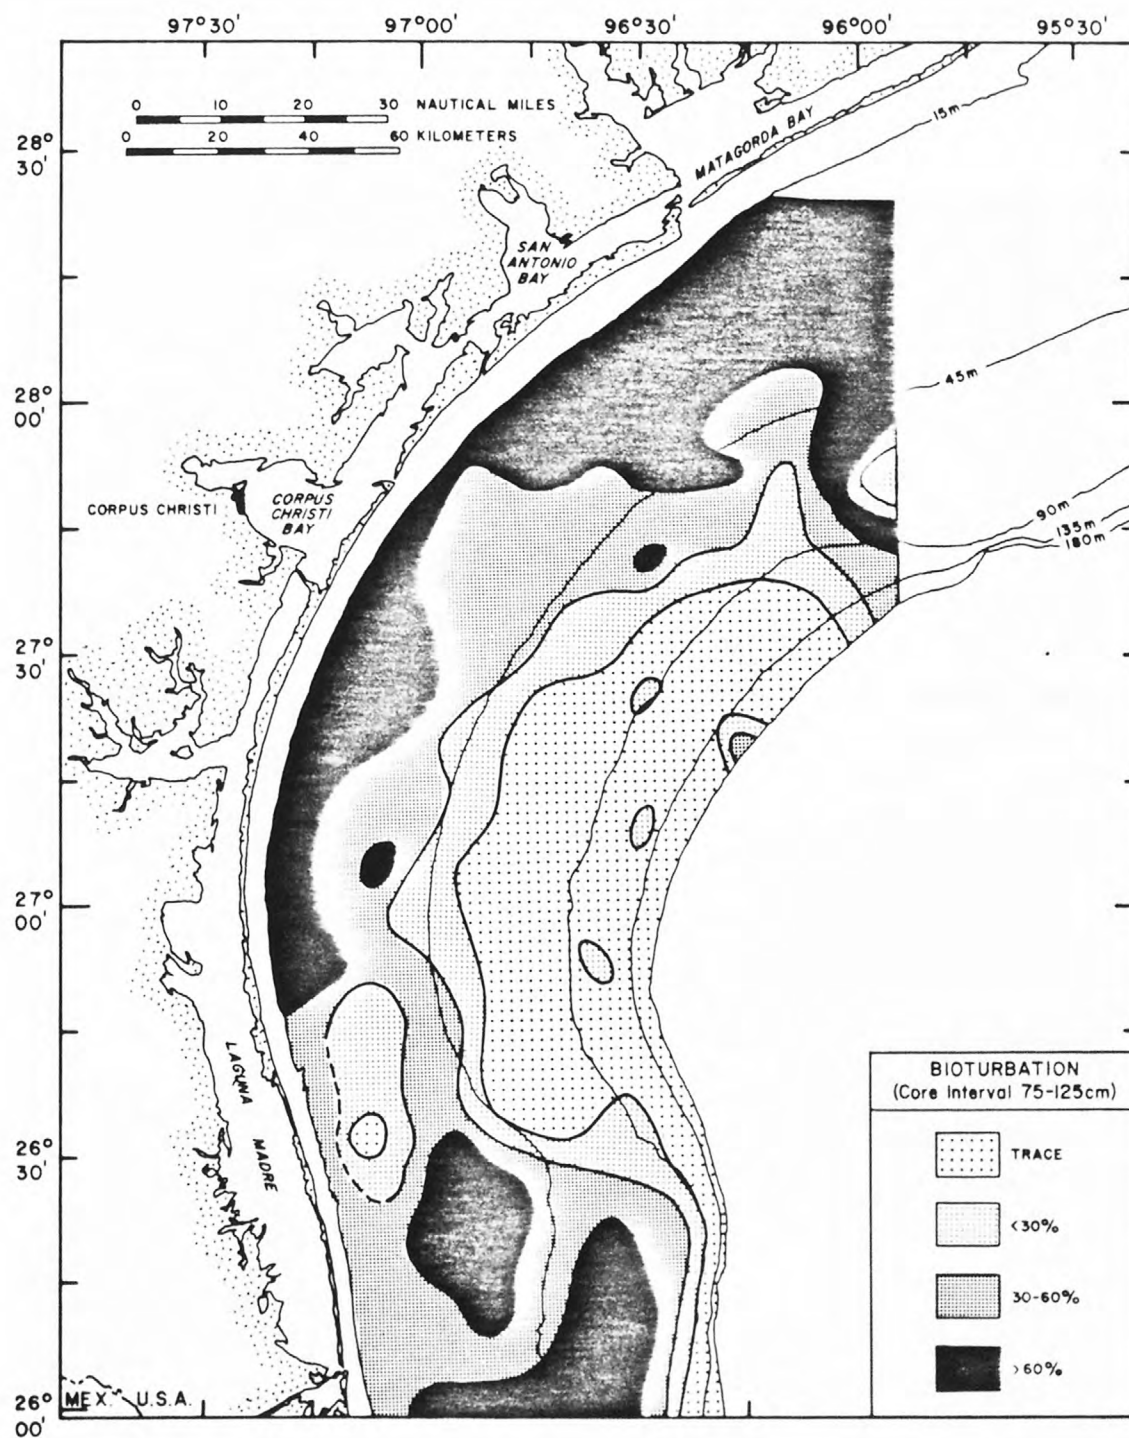 97°30'
97°00'
96°30'
96°00'
95°30'
0 10 20 30 NAUTICAL MILES
0 20 40 60 KILOMETERS
28°
30'
MATAGORDA BAY
15m
SAN
ANTONIO
BAY
45m
28°
00'
CORPUS CHRISTI
CORPUS
CHRISTI
BAY
90m
135m
180m
27°
30'
27°
00'
LAGUNA
MADRE
26°
30'
BIOTURBATION
(Core Interval 75-125cm)
TRACE
<30%
30-60%
>60%
MEX. U.S.A.
26°
00'